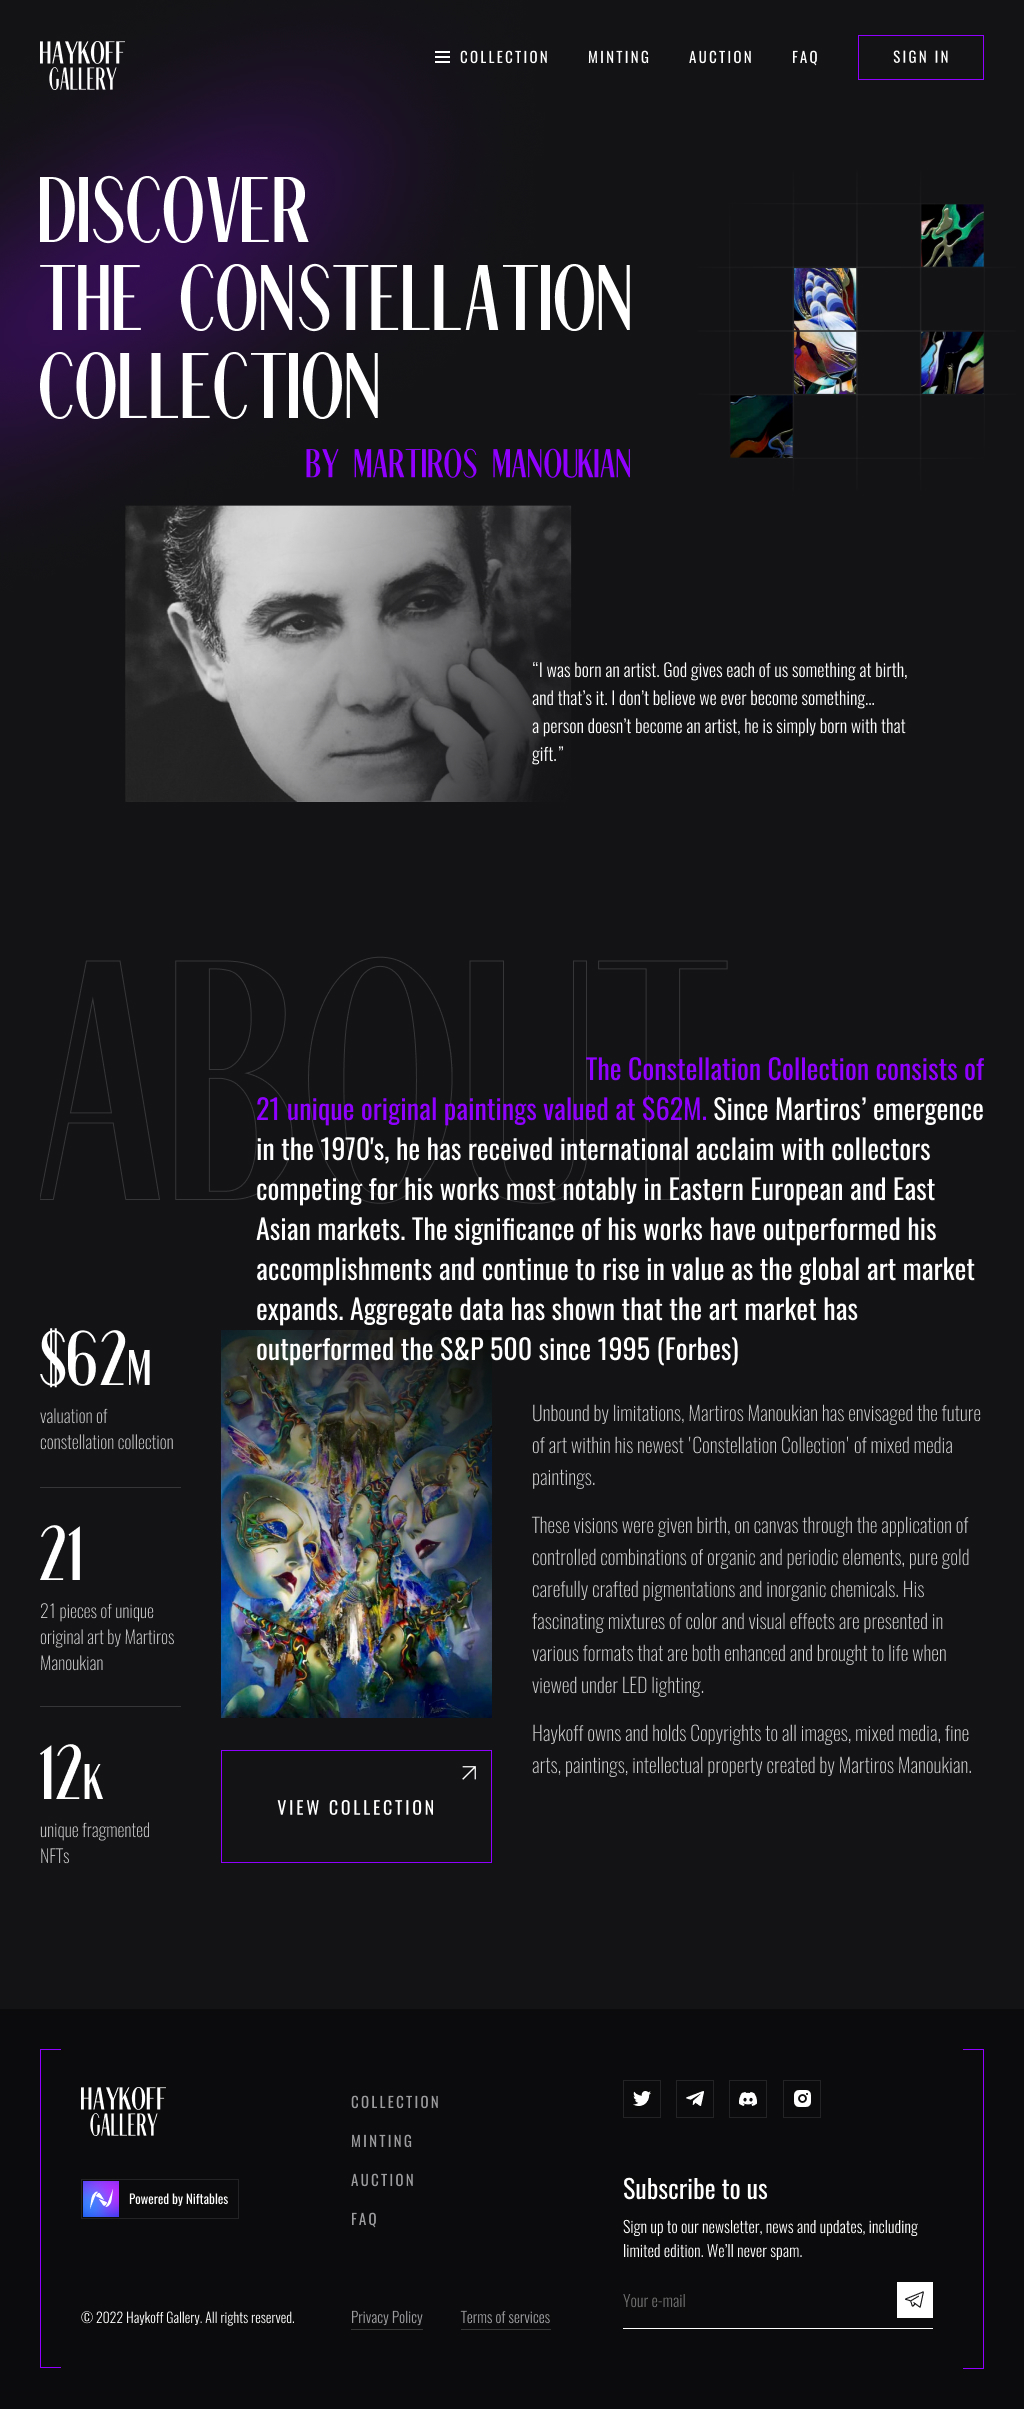 HAYKOFF
GALLERY
COLLECTION MINTING AUCTION FAQ SIGN IN
DISCOVER
THE CONSTELLATION
COLLECTION
BY MARTIROS MANOUKIAN
“I was born an artist. God gives each of us something at birth,
and that’s it. I don’t believe we ever become something...
a person doesn’t become an artist, he is simply born with that
gift.”
ABOUT
The Constellation Collection consists of
21 unique original paintings valued at $62M. Since Martiros’ emergence
in the 1970's, he has received international acclaim with collectors
competing for his works most notably in Eastern European and East
Asian markets. The significance of his works have outperformed his
accomplishments and continue to rise in value as the global art market
expands. Aggregate data has shown that the art market has
outperformed the S&P 500 since 1995 (Forbes)
$62M
valuation of
constellation collection
21
21 pieces of unique
original art by Martiros
Manoukian
12K
unique fragmented
NFTs
VIEW COLLECTION
Unbound by limitations, Martiros Manoukian has envisaged the future
of art within his newest 'Constellation Collection' of mixed media
paintings.
These visions were given birth, on canvas through the application of
controlled combinations of organic and periodic elements, pure gold
carefully crafted pigmentations and inorganic chemicals. His
fascinating mixtures of color and visual effects are presented in
various formats that are both enhanced and brought to life when
viewed under LED lighting.
Haykoff owns and holds Copyrights to all images, mixed media, fine
arts, paintings, intellectual property created by Martiros Manoukian.
HAYKOFF
GALLERY
Powered by Niftables
© 2022 Haykoff Gallery. All rights reserved.
COLLECTION
MINTING
AUCTION
FAQ
Privacy Policy Terms of services
Subscribe to us
Sign up to our newsletter, news and updates, including
limited edition. We’ll never spam.
Your e-mail